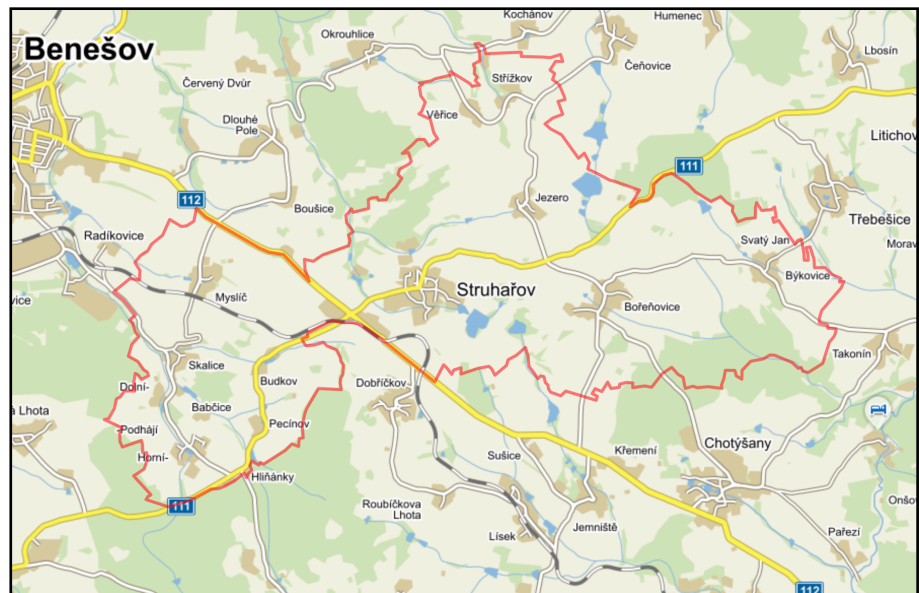 Kochánov
Humenec
Benešov
Okrouhlice
Lbosín
Střížkov
Čeňovice
Červený Dvůr
Věřice
Dlouhé
Pole
Litichov
111
112
Boušice
Jezero
Třebešice
Radíkovice
Svatý Jan
Morav
Býkovice
vice
Myslíč
Struhařov
Bořeňovice
Takonín
Skalice
Budkov
Dobříčkov
Dolní-
Babčice
á Lhota
Pecínov
-Podhájí
Chotýšany
Křemení
Sušice
Horní-
Hliňánky
Onšov
111
Roubíčkova
Lhota
Jemniště
Pařezí
Lísek
112